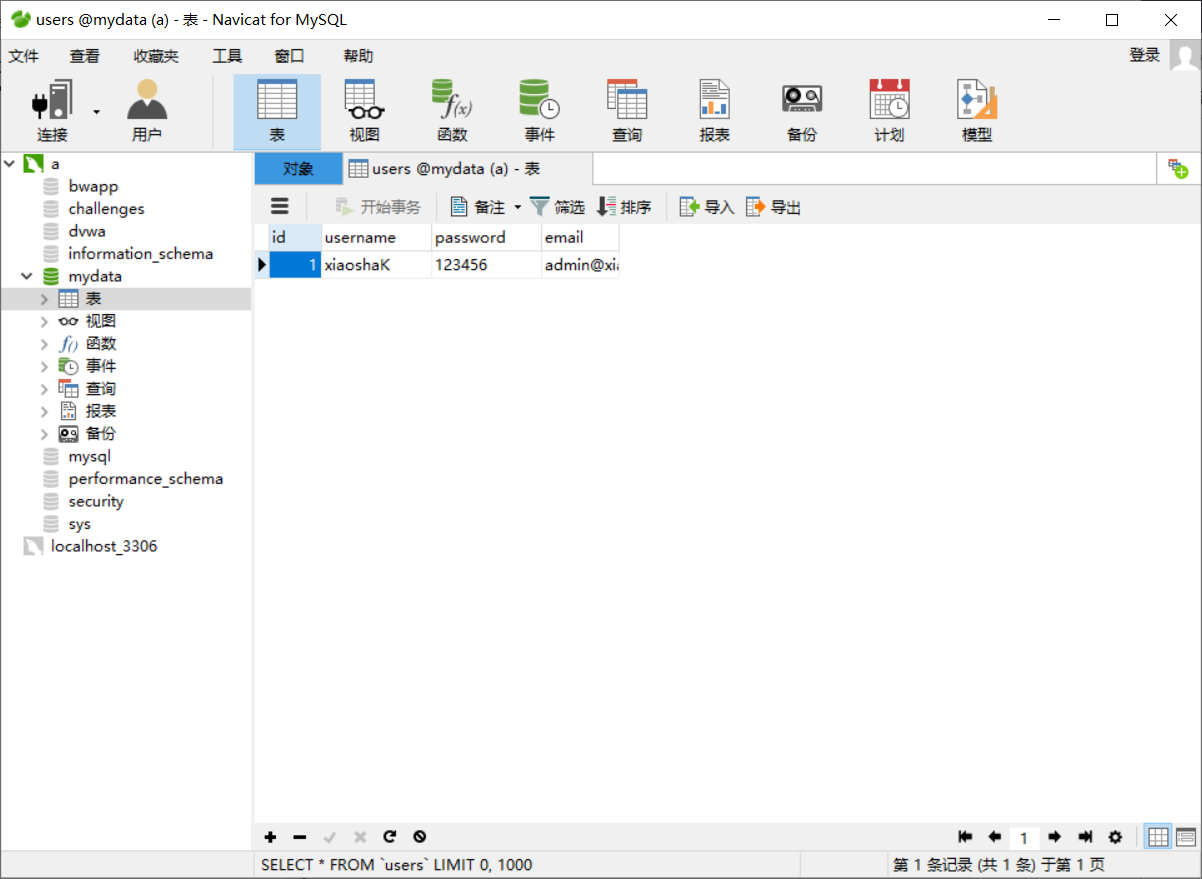 users @mydata (a) - 表 - Navicat for MySQL
文件 查看 收藏夹 工具 窗口 帮助 登录
连接 用户 表 视图 函数 事件 查询 报表 备份 计划 模型
a
bwapp
challenges
dvwa
information_schema
mydata
表
视图
函数
事件
查询
报表
备份
mysql
performance_schema
security
sys
localhost_3306
对象 users @mydata (a) - 表
开始事务 备注 筛选 排序 导入 导出
id username password email
1 xiaoshaK 123456 admin@xia
1
SELECT * FROM `users` LIMIT 0, 1000 第 1 条记录 (共 1 条) 于第 1 页